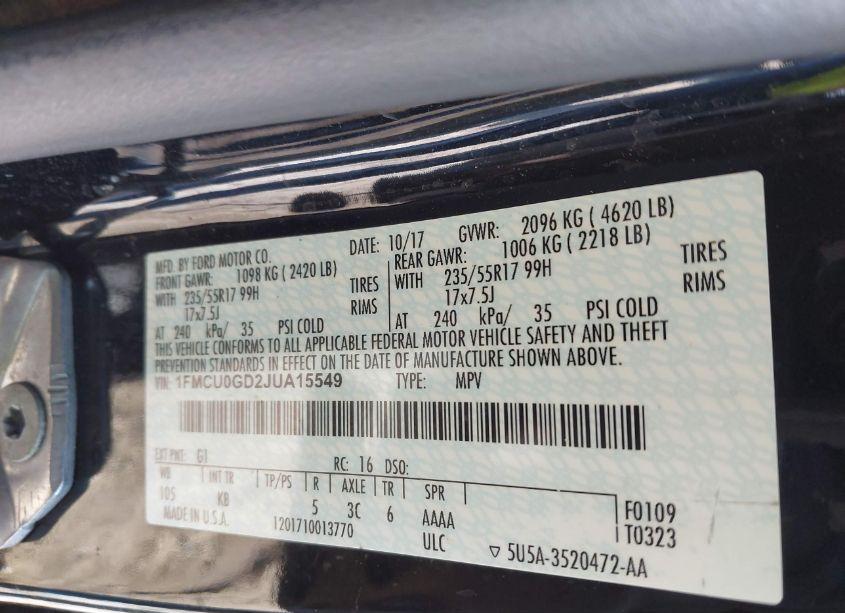 MFD. BY FORD MOTOR CO.
DATE: 10/17 GVWR: 2096 KG ( 4620 LB)
FRONT GAWR: 1098 KG ( 2420 LB)
WITH 235/55R17 99H TIRES
17x7.5J RIMS
AT 240 kPa/ 35 PSI COLD
REAR GAWR: 1006 KG ( 2218 LB)
WITH 235/55R17 99H TIRES
17x7.5J RIMS
AT 240 kPa/ 35 PSI COLD
THIS VEHICLE CONFORMS TO ALL APPLICABLE FEDERAL MOTOR VEHICLE SAFETY AND THEFT
PREVENTION STANDARDS IN EFFECT ON THE DATE OF MANUFACTURE SHOWN ABOVE.
VIN: 1FMCU0GD2JUA15549 TYPE: MPV
EXT PNT: G1 RC: 16 DSO:
WB INT TR TP/PS R AXLE TR SPR
105 KB 5 3C 6 AAAA
MADE IN U.S.A. 1201710013770 ULC
F0109
T0323
▽ 5U5A-3520472-AA